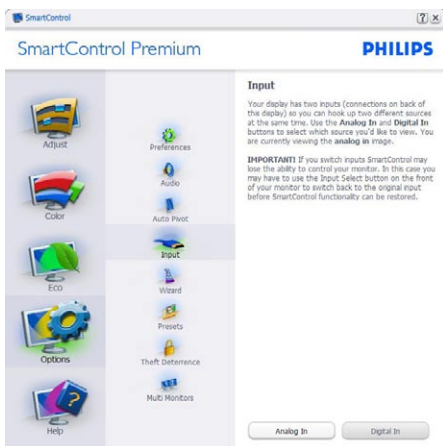 SmartControl
SmartControl Premium
PHILIPS
Adjust
Color
Eco
Options
Help
Preferences
Audio
Auto Pivot
Input
Wizard
Presets
Theft Deterrence
Multi Monitors
Input
Your display has two inputs (connections on back of
the display) so you can hook up two different sources
at the same time. Use the Analog In and Digital In
buttons to select which source you'd like to view. You
are currently viewing the analog in image.
IMPORTANT! If you switch inputs SmartControl may
lose the ability to control your monitor. In this case you
may have to use the Input Select button on the front
of your monitor to switch back to the original input
before SmartControl functionality can be restored.
Analog In
Digital In